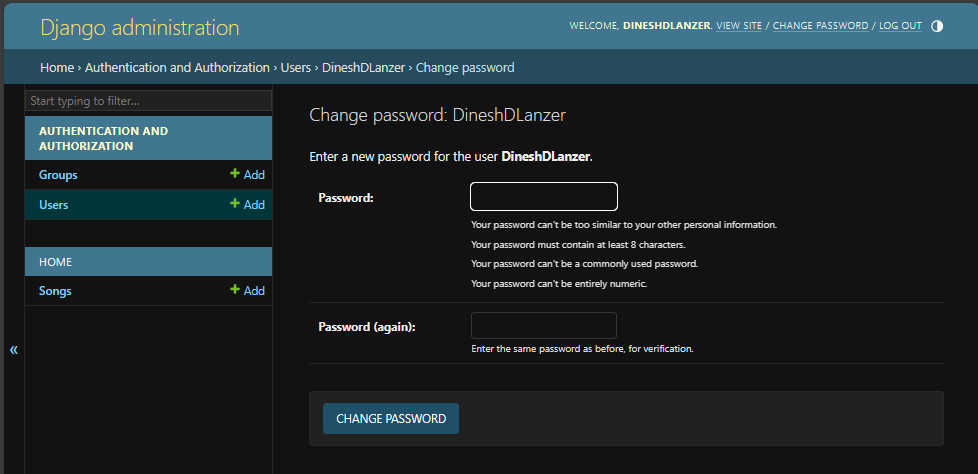 Django administration
WELCOME, DINESHDLANZER. VIEW SITE / CHANGE PASSWORD / LOG OUT
Home › Authentication and Authorization › Users › DineshDLanzer › Change password
Start typing to filter...
AUTHENTICATION AND
AUTHORIZATION
Groups + Add
Users + Add
HOME
Songs + Add
«
Change password: DineshDLanzer
Enter a new password for the user DineshDLanzer.
Password:
Your password can't be too similar to your other personal information.
Your password must contain at least 8 characters.
Your password can't be a commonly used password.
Your password can't be entirely numeric.
Password (again):
Enter the same password as before, for verification.
CHANGE PASSWORD